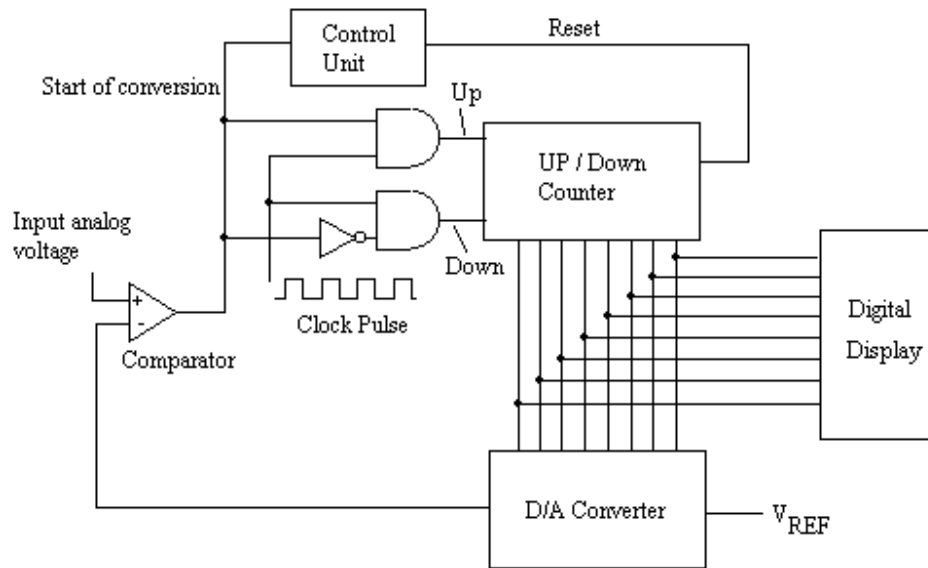 Control
Unit
Reset
Start of conversion
Up
UP / Down
Counter
Input analog
voltage
Down
+
-
Clock Pulse
Comparator
Digital
Display
D/A Converter
VREF